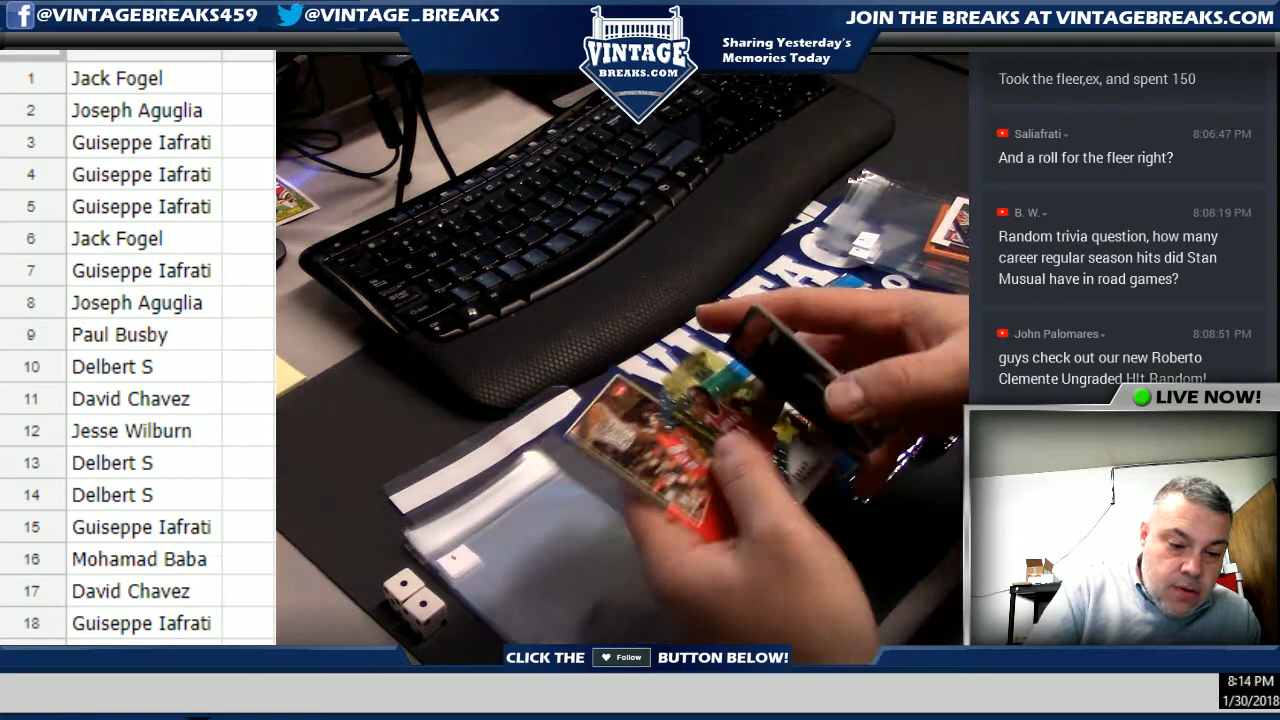 @VINTAGEBREAKS459
@VINTAGE_BREAKS
VINTAGE
BREAKS.COM
Sharing Yesterday's
Memories Today
JOIN THE BREAKS AT VINTAGEBREAKS.COM
1 Jack Fogel
2 Joseph Aguglia
3 Guiseppe Iafrati
4 Guiseppe Iafrati
5 Guiseppe Iafrati
6 Jack Fogel
7 Guiseppe Iafrati
8 Joseph Aguglia
9 Paul Busby
10 Delbert S
11 David Chavez
12 Jesse Wilburn
13 Delbert S
14 Delbert S
15 Guiseppe Iafrati
16 Mohamad Baba
17 David Chavez
18 Guiseppe Iafrati
Took the fleer,ex, and spent 150
Saliafrati 8:06:47 PM
And a roll for the fleer right?
B. W. 8:08:19 PM
Random trivia question, how many
career regular season hits did Stan
Musual have in road games?
John Palomares 8:08:51 PM
guys check out our new Roberto
Clemente Ungraded HIt Random!
LIVE NOW!
CLICK THE Follow BUTTON BELOW!
8:14 PM
1/30/2018